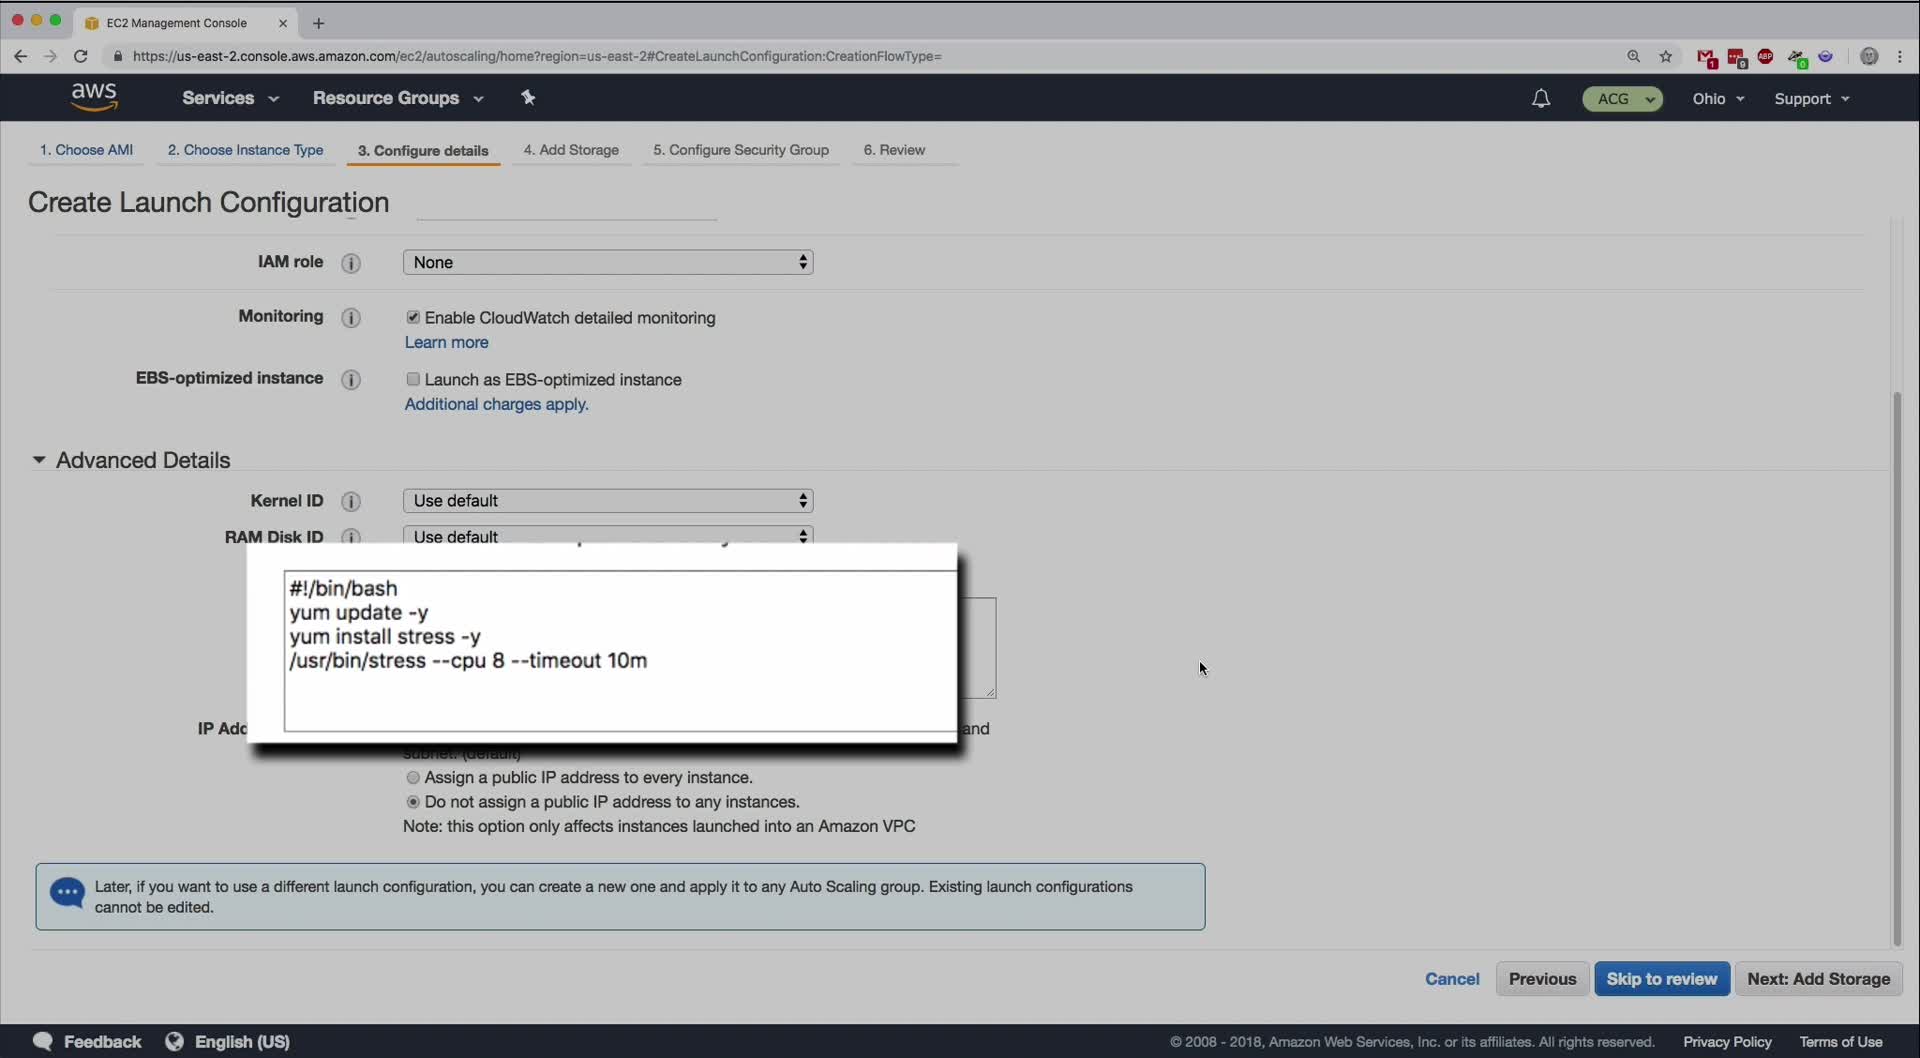 EC2 Management Console
https://us-east-2.console.aws.amazon.com/ec2/autoscaling/home?region=us-east-2#CreateLaunchConfiguration:CreationFlowType=
1
9
ABP
0
aws
Services
Resource Groups
ACG
Ohio
Support
1. Choose AMI
2. Choose Instance Type
3. Configure details
4. Add Storage
5. Configure Security Group
6. Review
Create Launch Configuration
IAM role
None
Monitoring
Enable CloudWatch detailed monitoring
Learn more
EBS-optimized instance
Launch as EBS-optimized instance
Additional charges apply.
Advanced Details
Kernel ID
Use default
RAM Disk ID
Use default
#!/bin/bash
yum update -y
yum install stress -y
/usr/bin/stress --cpu 8 --timeout 10m
IP Add
and
subnet. (default)
Assign a public IP address to every instance.
Do not assign a public IP address to any instances.
Note: this option only affects instances launched into an Amazon VPC
Later, if you want to use a different launch configuration, you can create a new one and apply it to any Auto Scaling group. Existing launch configurations
cannot be edited.
Cancel
Previous
Skip to review
Next: Add Storage
Feedback
English (US)
© 2008 - 2018, Amazon Web Services, Inc. or its affiliates. All rights reserved.
Privacy Policy
Terms of Use